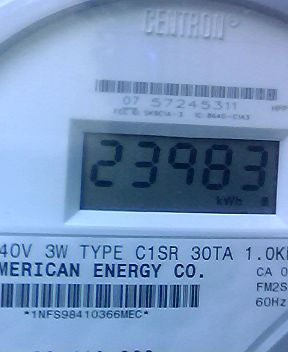 CENTRON®
07 57245311
23983
kWh
40V 3W TYPE C1SR 30TA 1.0K
MERICAN ENERGY CO.
CA 0
FM2S
*1NFS98410366MEC*
60Hz